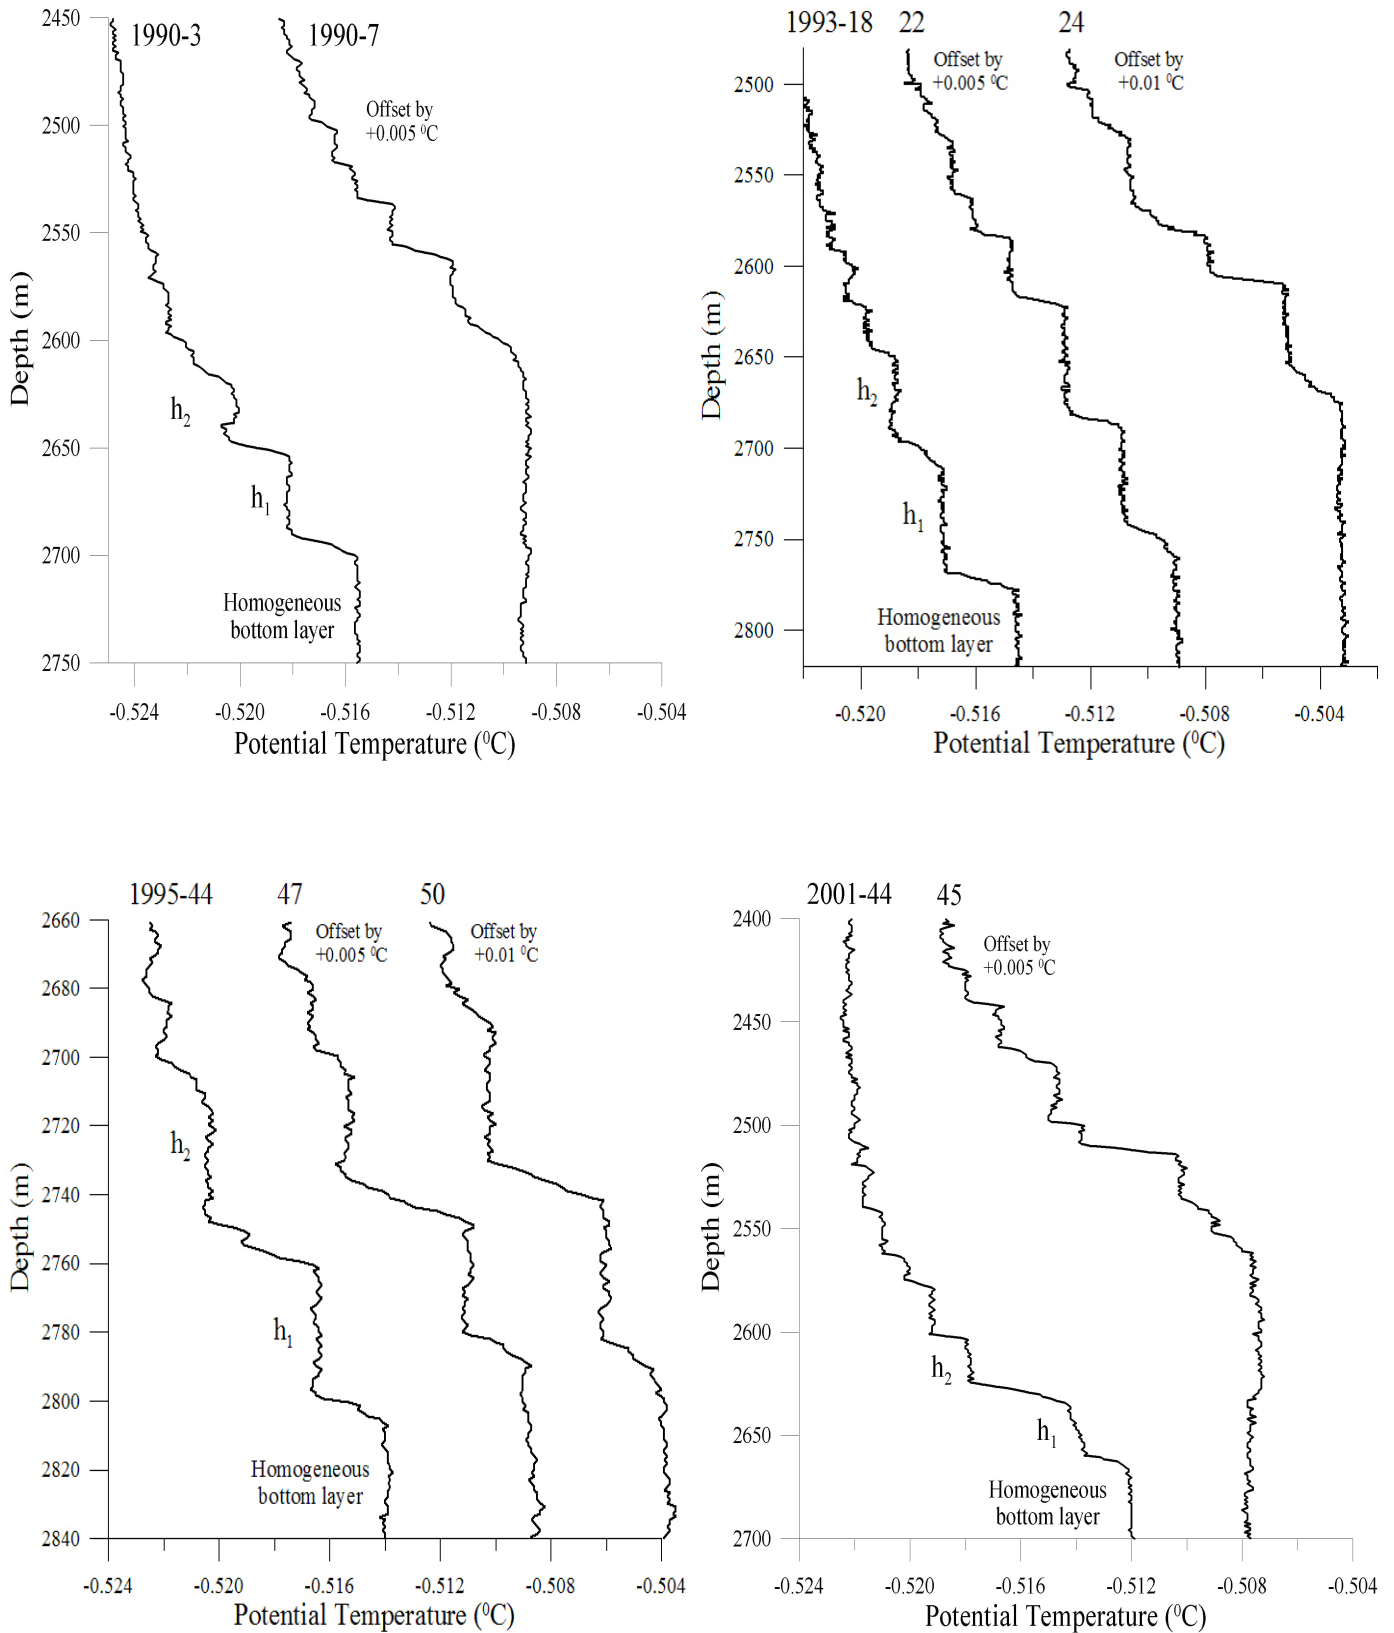 1990-3
1990-7
Offset by
+0.005 ⁰C
2450
2500
2550
2600
2650
2700
2750
Depth (m)
h₂
h₁
Homogeneous
bottom layer
-0.524 -0.520 -0.516 -0.512 -0.508 -0.504
Potential Temperature (⁰C)
1993-18 22 24
Offset by
+0.005 ⁰C
Offset by
+0.01 ⁰C
2500
2550
2600
2650
2700
2750
2800
Depth (m)
h₂
h₁
Homogeneous
bottom layer
-0.520 -0.516 -0.512 -0.508 -0.504
Potential Temperature (⁰C)
1995-44 47 50
Offset by
+0.005 ⁰C
Offset by
+0.01 ⁰C
2660
2680
2700
2720
2740
2760
2780
2800
2820
2840
Depth (m)
h₂
h₁
Homogeneous
bottom layer
-0.524 -0.520 -0.516 -0.512 -0.508 -0.504
Potential Temperature (⁰C)
2001-44 45
Offset by
+0.005 ⁰C
2400
2450
2500
2550
2600
2650
2700
Depth (m)
h₂
h₁
Homogeneous
bottom layer
-0.524 -0.520 -0.516 -0.512 -0.508 -0.504
Potential Temperature (⁰C)